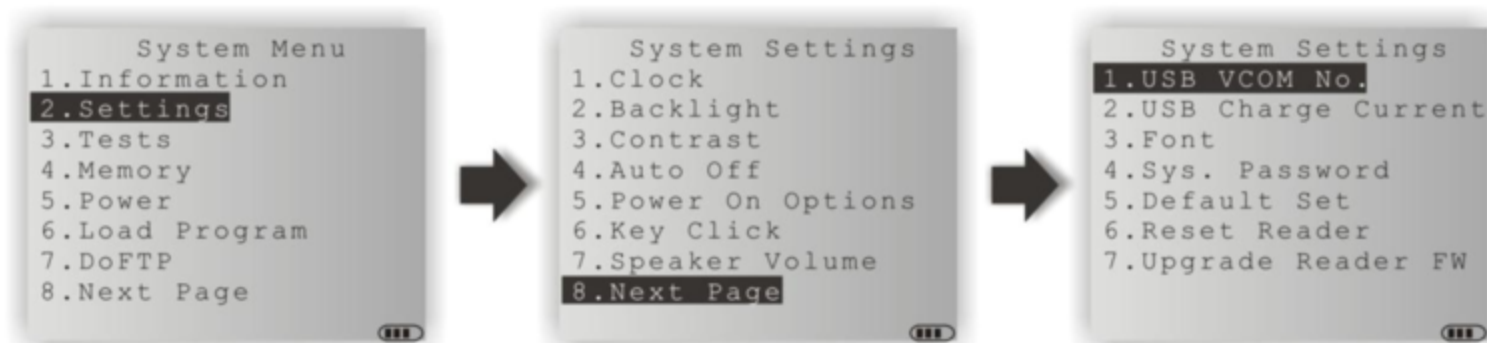 System Menu
1.Information
2.Settings
3.Tests
4.Memory
5.Power
6.Load Program
7.DoFTP
8.Next Page
System Settings
1.Clock
2.Backlight
3.Contrast
4.Auto Off
5.Power On Options
6.Key Click
7.Speaker Volume
8.Next Page
System Settings
1.USB VCOM No.
2.USB Charge Current
3.Font
4.Sys. Password
5.Default Set
6.Reset Reader
7.Upgrade Reader FW